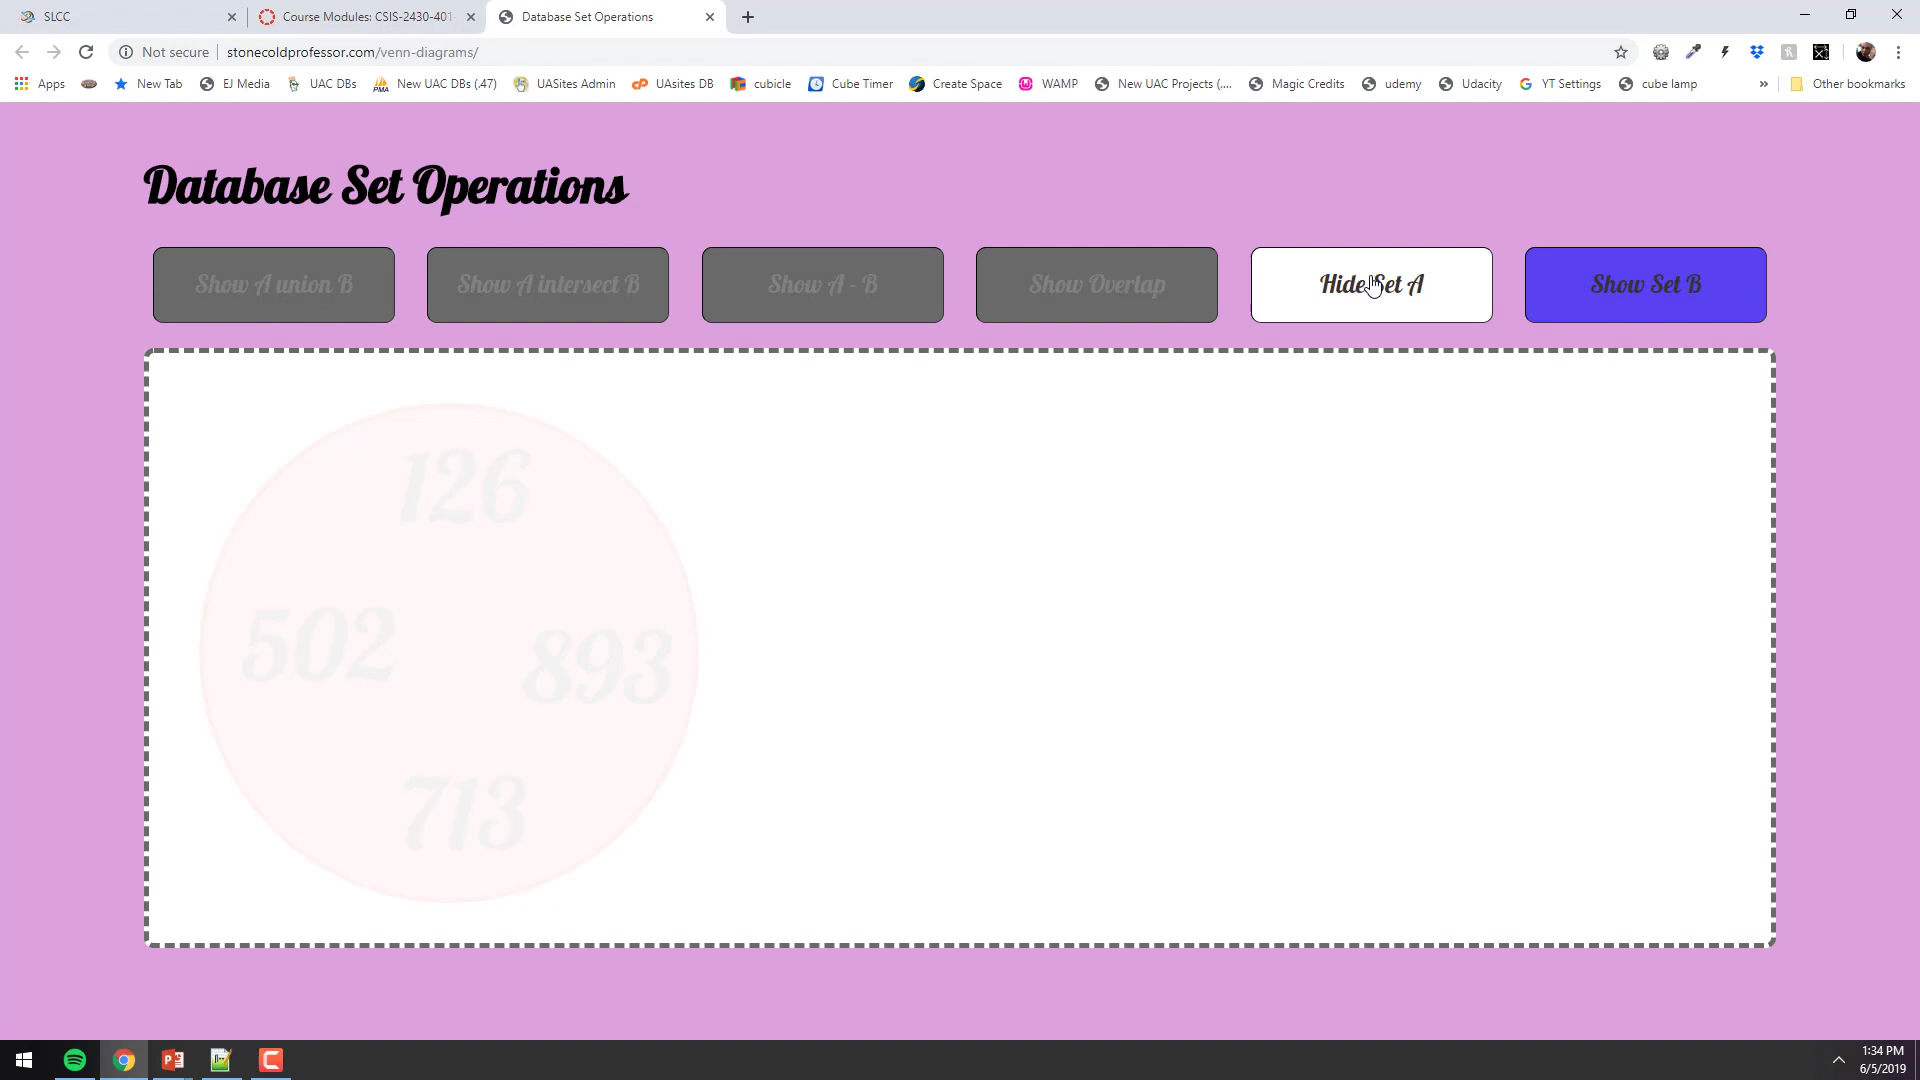 SLCC
Course Modules: CSIS-2430-401
Database Set Operations
Not secure
stonecoldprofessor.com/venn-diagrams/
Apps
New Tab
EJ Media
UAC DBs
PMA
New UAC DBs (.47)
UASites Admin
UAsites DB
cubicle
Cube Timer
Create Space
WAMP
New UAC Projects (....
Magic Credits
udemy
Udacity
YT Settings
cube lamp
»
Other bookmarks
Database Set Operations
Show A union B
Show A intersect B
Show A - B
Show Overlap
Hide Set A
Show Set B
126
502
893
713
1:34 PM
6/5/2019